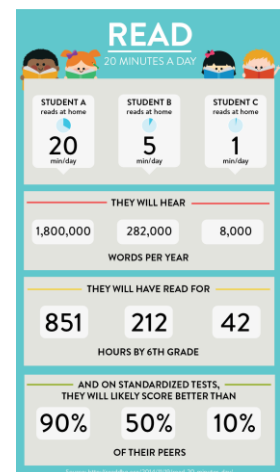 READ
20 MINUTES A DAY
STUDENT A STUDENT B STUDENT C
reads at home reads at home reads at home
20 5 1
min/day min/day min/day
THEY WILL HEAR
1,800,000 282,000 8,000
WORDS PER YEAR
THEY WILL HAVE READ FOR
851 212 42
HOURS BY 6TH GRADE
AND ON STANDARDIZED TESTS,
THEY WILL LIKELY SCORE BETTER THAN
90% 50% 10%
OF THEIR PEERS